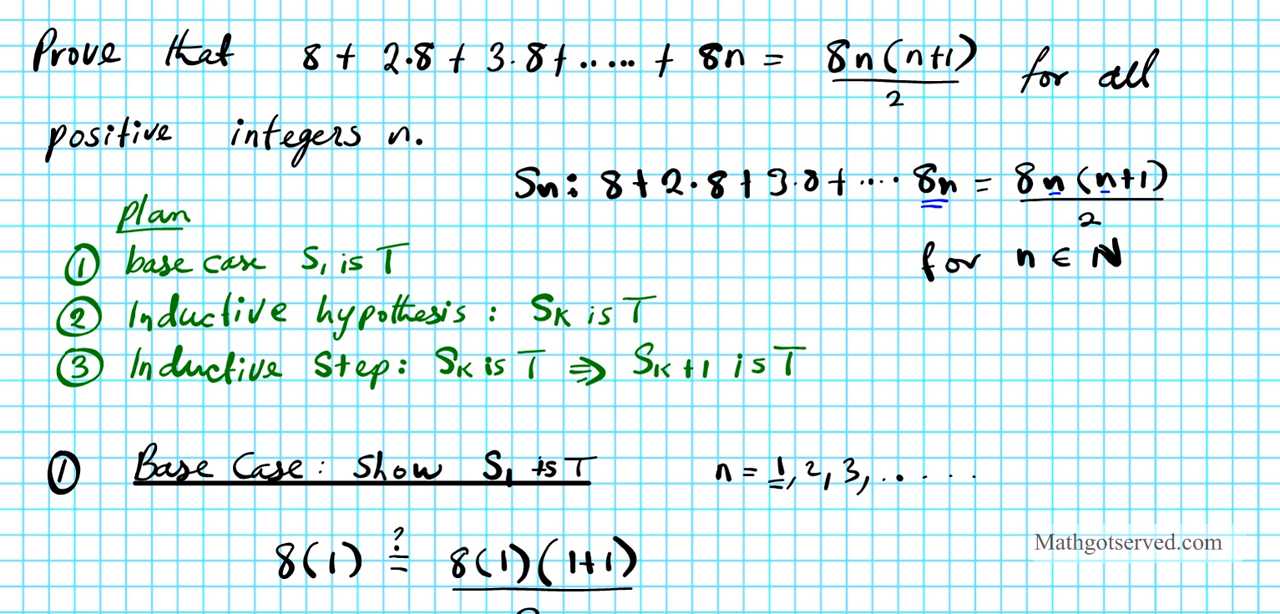 Prove that 8 + 2·8 + 3·8 + ..... + 8n = 8n(n+1)/2 for all
positive integers n.
Sn: 8 + 2·8 + 3·8 + .... 8n = 8n(n+1)/2
for n ∈ ℕ
Plan
① base case S₁ is T
② Inductive hypothesis: SK is T
③ Inductive Step: SK is T ⇒ SK+1 is T
① Base Case: Show S₁ is T n = 1, 2, 3, .....
8(1) ≟ 8(1)(1+1)
Mathgotserved.com